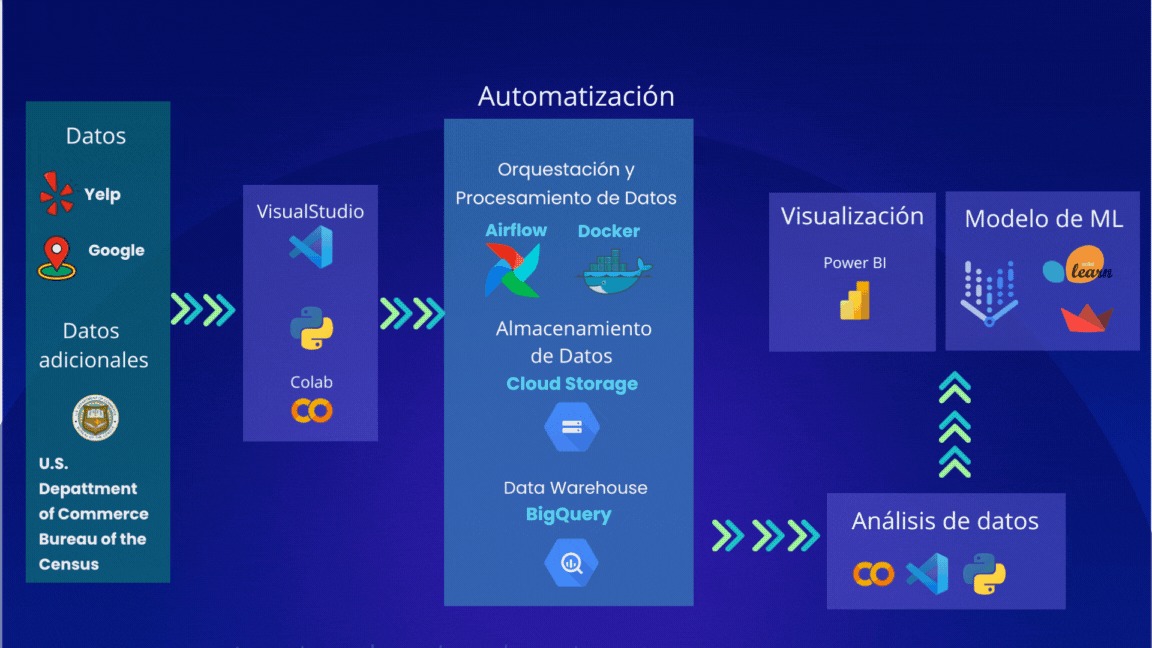 Automatización
Datos
Yelp
Google
Datos
adicionales
U.S.
Depattment
of Commerce
Bureau of the
Census
VisualStudio
Colab
Orquestación y
Procesamiento de Datos
Airflow Docker
Almacenamiento
de Datos
Cloud Storage
Data Warehouse
BigQuery
Visualización
Power BI
Modelo de ML
learn
Análisis de datos